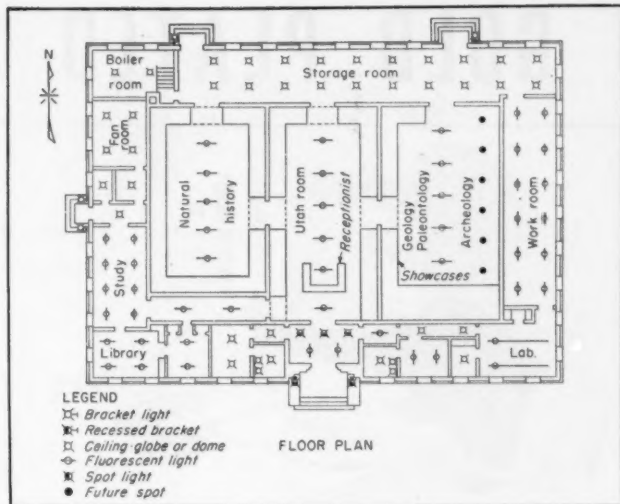 N
Boiler
room
Storage room
Fan
room
Natural
history
Utah room
Receptionist
Geology
Paleontology
Archeology
Showcases
Work room
Study
Library
Lab.
LEGEND
Bracket light
Recessed bracket
Ceiling-globe or dome
Fluorescent light
Spot light
Future spot
FLOOR PLAN